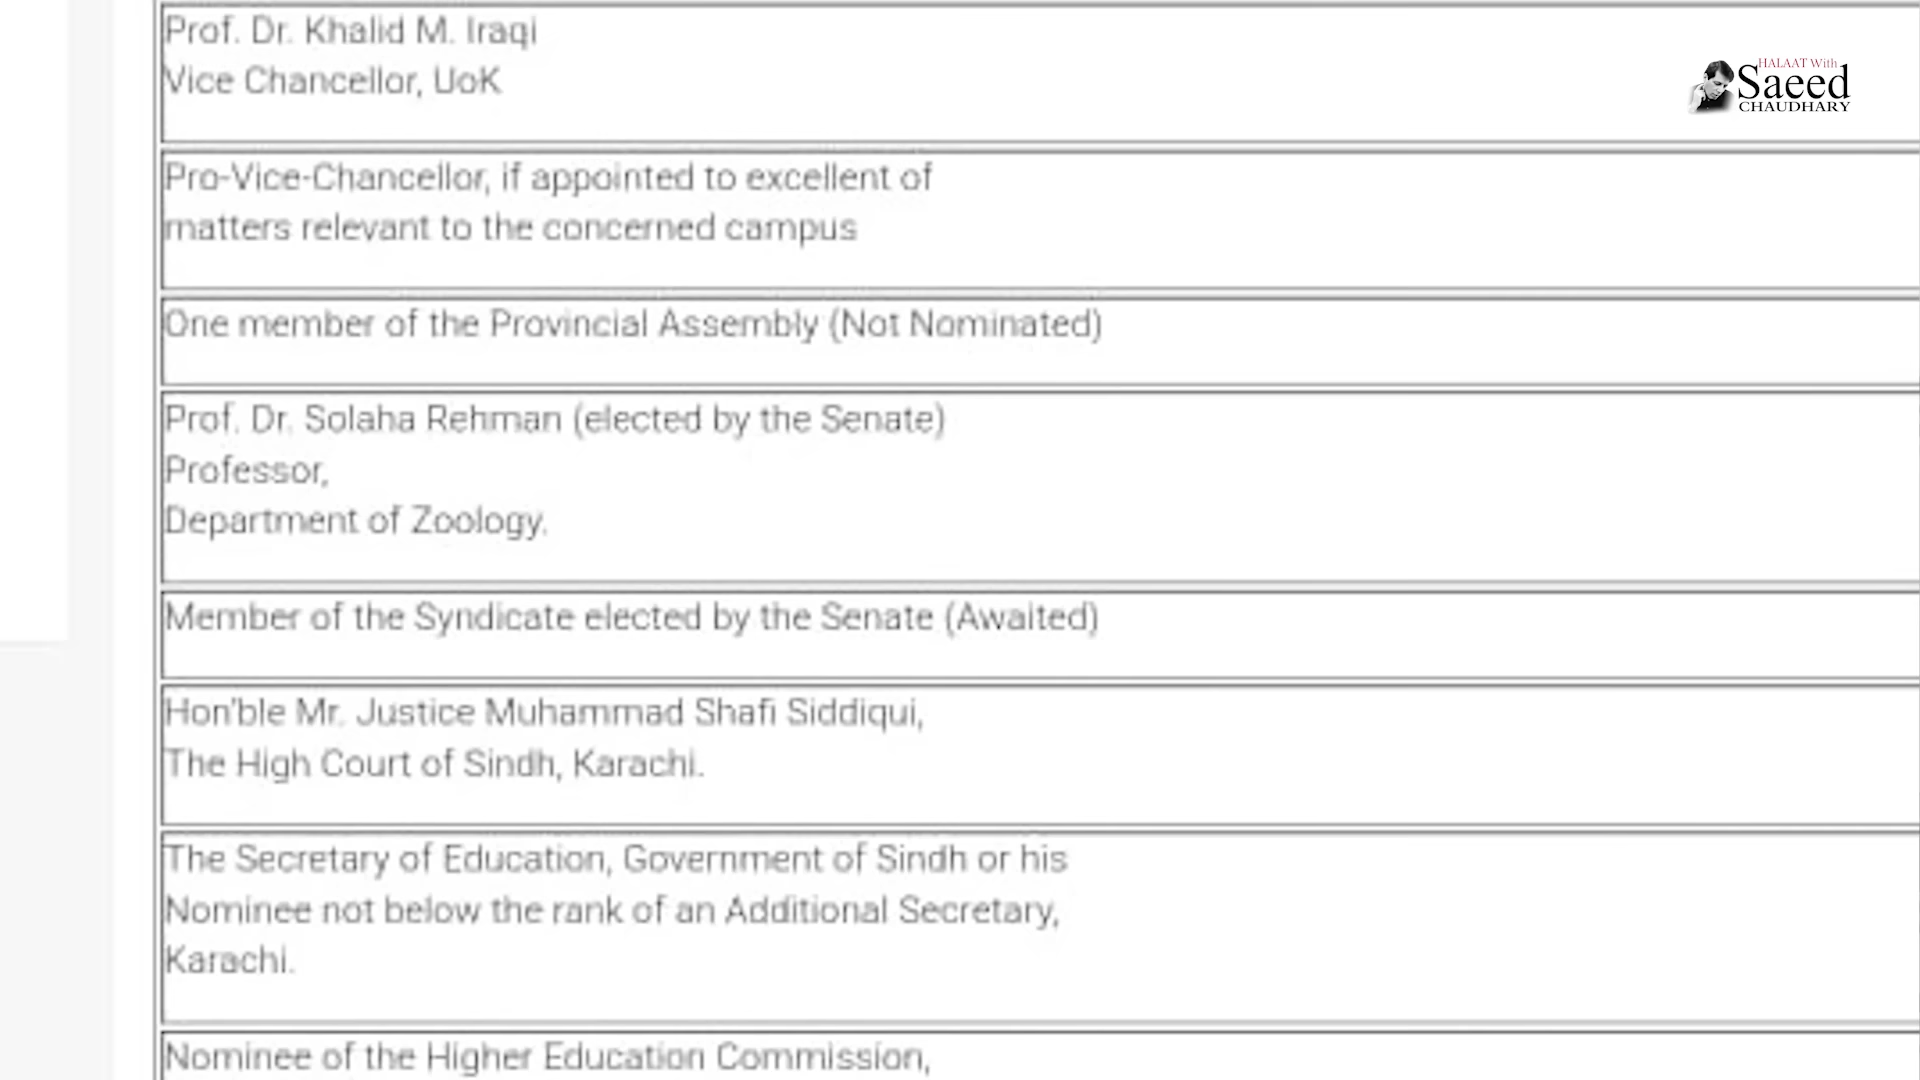 Prof. Dr. Khalid M. Iraqi
Vice Chancellor, UoK
HALAAT With
Saeed
CHAUDHARY
Pro-Vice-Chancellor, if appointed to excellent of
matters relevant to the concerned campus
One member of the Provincial Assembly (Not Nominated)
Prof. Dr. Solaha Rehman (elected by the Senate)
Professor,
Department of Zoology.
Member of the Syndicate elected by the Senate (Awaited)
Hon'ble Mr. Justice Muhammad Shafi Siddiqui,
The High Court of Sindh, Karachi.
The Secretary of Education, Government of Sindh or his
Nominee not below the rank of an Additional Secretary,
Karachi.
Nominee of the Higher Education Commission,